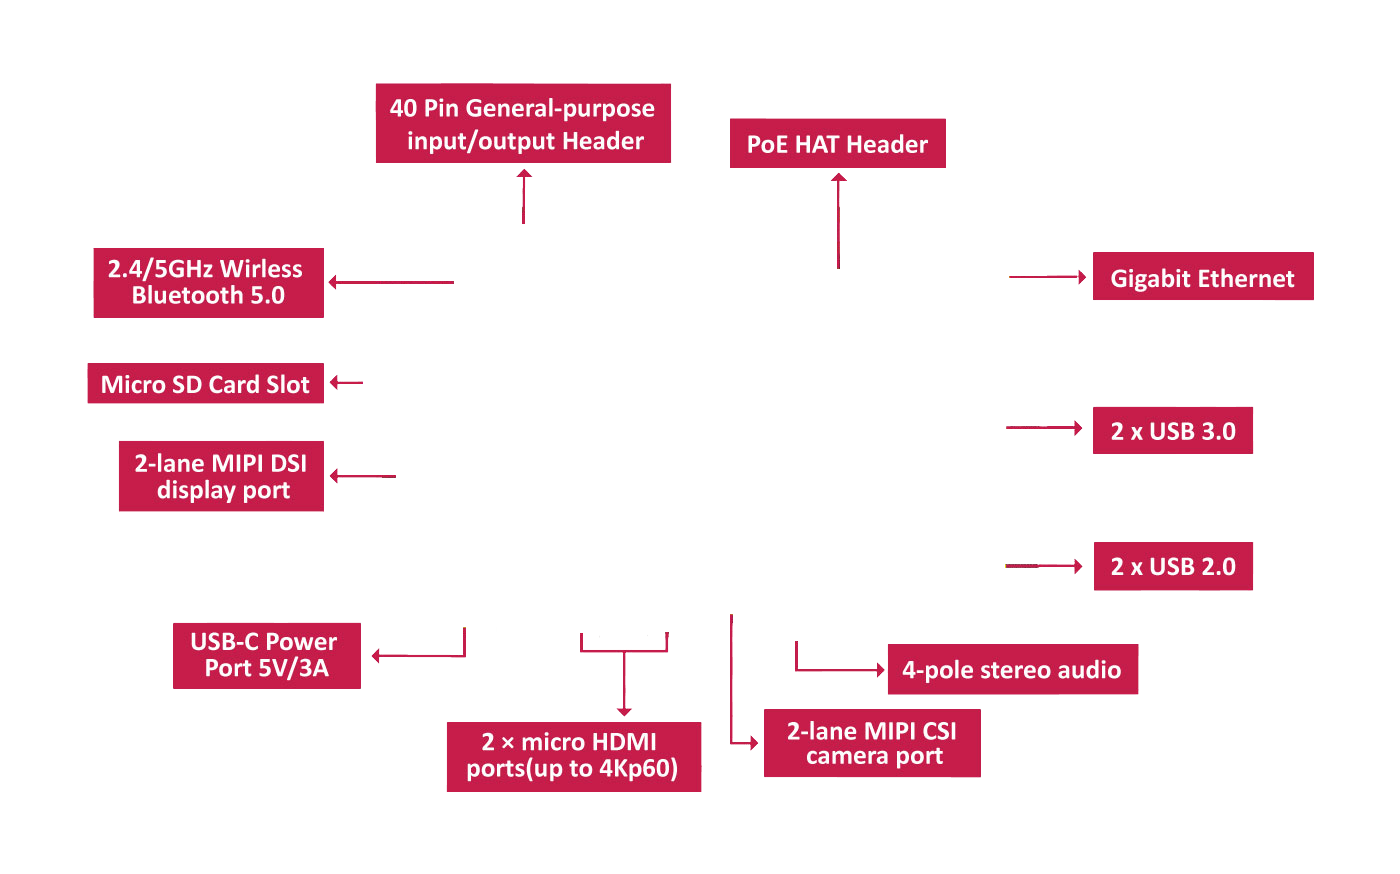 40 Pin General-purpose
input/output Header
PoE HAT Header
2.4/5GHz Wirless
Bluetooth 5.0
Gigabit Ethernet
Micro SD Card Slot
2 x USB 3.0
2-lane MIPI DSI
display port
2 x USB 2.0
USB-C Power
Port 5V/3A
4-pole stereo audio
2 × micro HDMI
ports(up to 4Kp60)
2-lane MIPI CSI
camera port